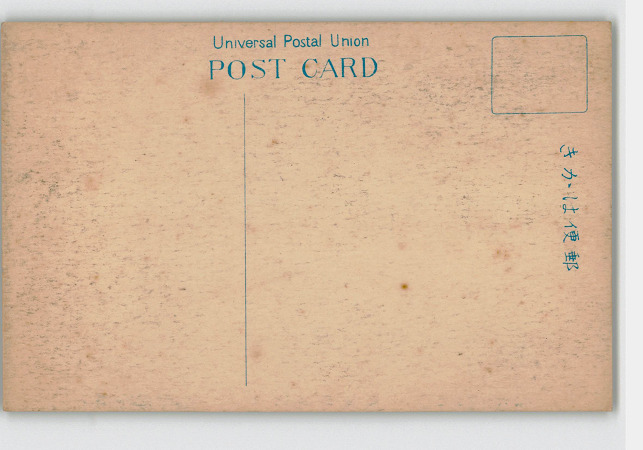 Universal Postal Union
POST CARD
きかは便郵